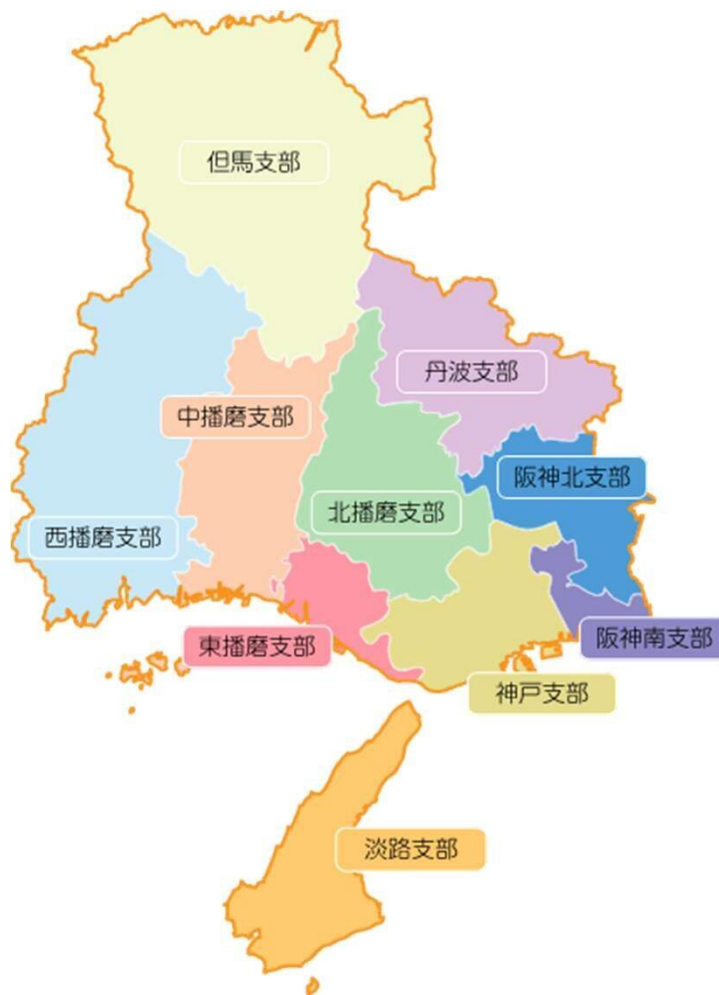 但馬支部
丹波支部
中播磨支部
阪神北支部
北播磨支部
西播磨支部
東播磨支部
阪神南支部
神戸支部
淡路支部